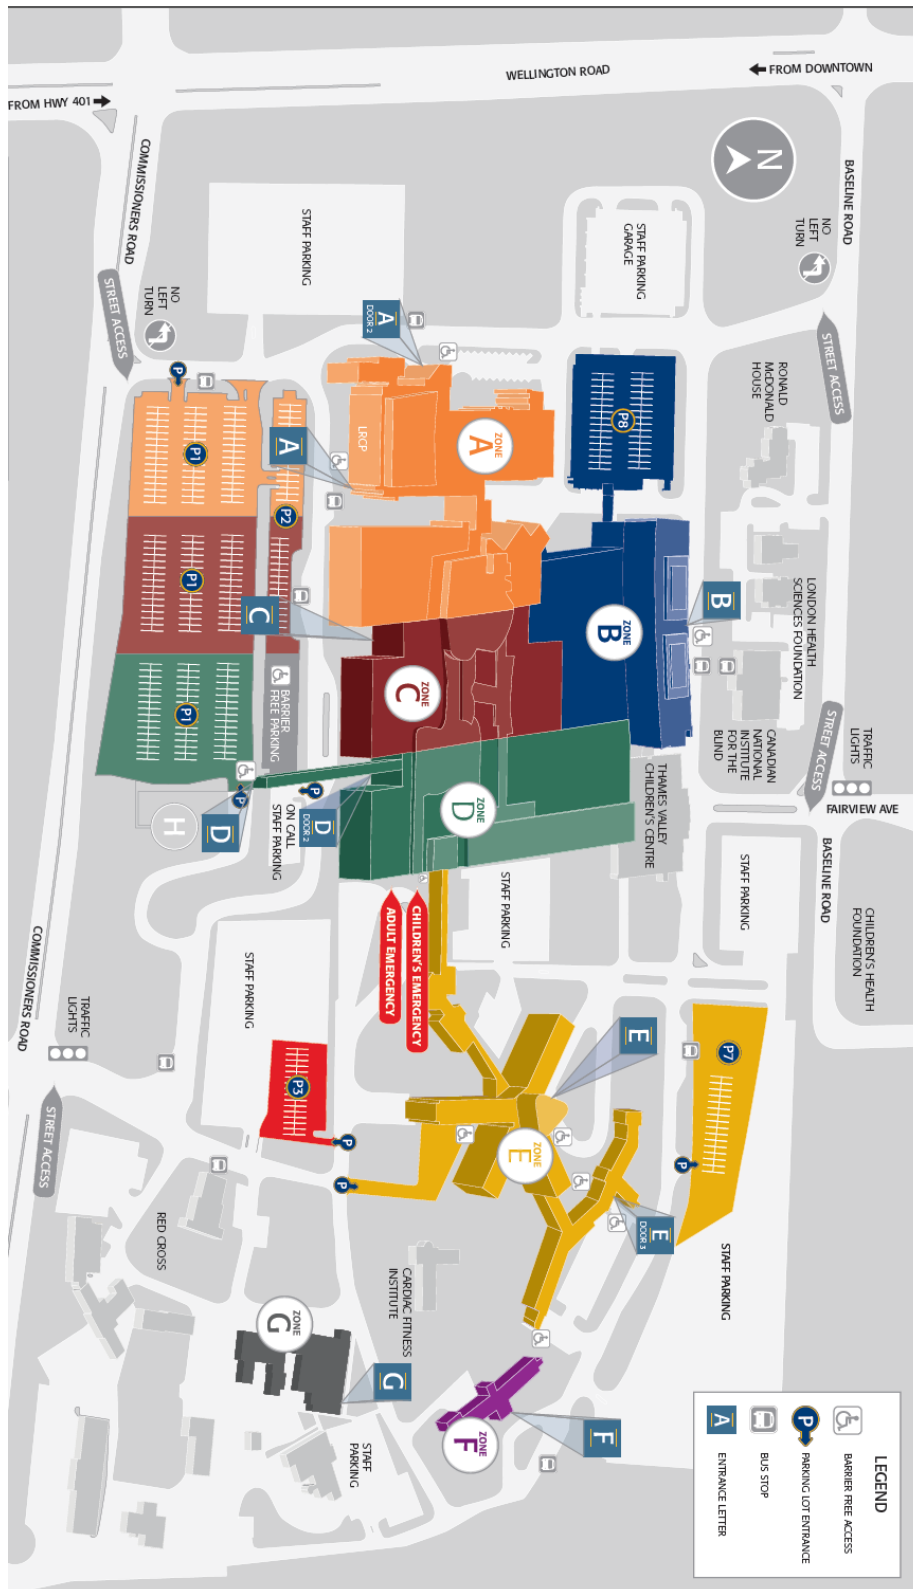 WELLINGTON ROAD
FROM DOWNTOWN
FROM HWY 401
COMMISSIONERS ROAD
BASELINE ROAD
N
NO
LEFT
TURN
STREET ACCESS
STAFF PARKING
STAFF PARKING
GARAGE
NO
LEFT
TURN
STREET ACCESS
A
DOOR 2
RONALD
McDONALD
HOUSE
P
P8
P1
A
LRCP
ZONE
A
P2
LONDON HEALTH
SCIENCES FOUNDATION
P1
C
B
ZONE
B
ZONE
C
P1
BARRIER
FREE PARKING
CANADIAN
NATIONAL
INSTITUTE
FOR THE
BLIND
STREET ACCESS
TRAFFIC
LIGHTS
FAIRVIEW AVE
H
D
P
P
D
DOOR 2
ON CALL
STAFF PARKING
ZONE
D
THAMES VALLEY
CHILDREN'S CENTRE
BASELINE ROAD
STAFF PARKING
STAFF PARKING
CHILDREN'S HEALTH
FOUNDATION
CHILDREN'S EMERGENCY
ADULT EMERGENCY
STAFF PARKING
COMMISSIONERS ROAD
TRAFFIC
LIGHTS
STREET ACCESS
P3
P
P
E
P7
P
ZONE
E
E
DOOR 3
STAFF PARKING
RED CROSS
CARDIAC FITNESS
INSTITUTE
ZONE
G
G
ZONE
F
F
STAFF
PARKING
LEGEND
BARRIER FREE ACCESS
P
PARKING LOT ENTRANCE
BUS STOP
A
ENTRANCE LETTER